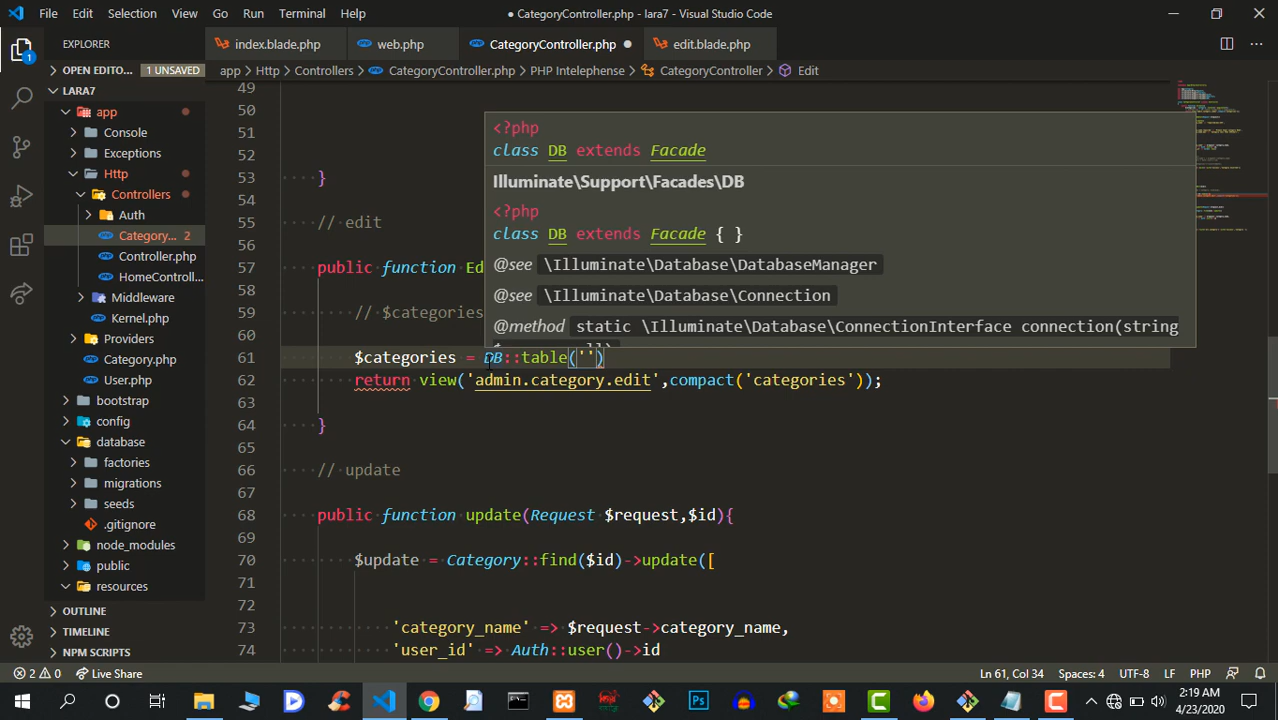 File Edit Selection View Go Run Terminal Help ● CategoryController.php - lara7 - Visual Studio Code
EXPLORER
index.blade.php web.php CategoryController.php ● edit.blade.php
OPEN EDITO... 1 UNSAVED
app > Http > Controllers > CategoryController.php > PHP Intelephense > CategoryController > Edit
LARA7
app
Console
Exceptions
Http
Controllers
Auth
Category... 2
Controller.php
HomeControll...
Middleware
Kernel.php
Providers
Category.php
User.php
bootstrap
config
database
factories
migrations
seeds
.gitignore
node_modules
public
resources
OUTLINE
TIMELINE
NPM SCRIPTS
49
50
51
52
53 }
54
55 // edit
56
57 public function Ed
58
59 // $categories
60
61 $categories = DB::table('')
62 return view('admin.category.edit',compact('categories'));
63
64 }
65
66 // update
67
68 public function update(Request $request,$id){
69
70 $update = Category::find($id)->update([
71
72
73 'category_name' => $request->category_name,
74 'user_id' => Auth::user()->id
<?php
class DB extends Facade
Illuminate\Support\Facades\DB
<?php
class DB extends Facade { }
@see \Illuminate\Database\DatabaseManager
@see \Illuminate\Database\Connection
@method static \Illuminate\Database\ConnectionInterface connection(string
2 0 Live Share Ln 61, Col 34 Spaces: 4 UTF-8 LF PHP
2:19 AM
4/23/2020